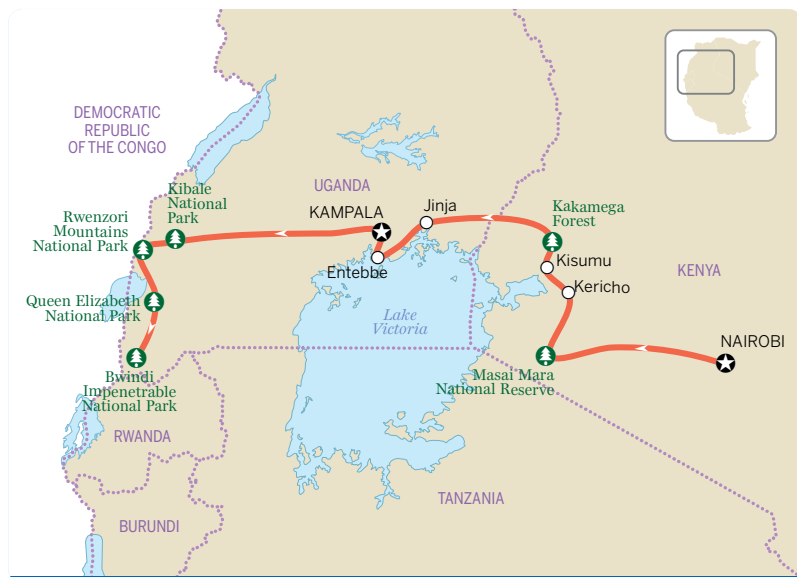 DEMOCRATIC
REPUBLIC
OF THE CONGO
UGANDA
Kibale
National
Park
Rwenzori
Mountains
National Park
KAMPALA
Jinja
Kakamega
Forest
Entebbe
Kisumu
KENYA
Kericho
Queen Elizabeth
National Park
Lake
Victoria
NAIROBI
Bwindi
Impenetrable
National Park
Masai Mara
National Reserve
RWANDA
TANZANIA
BURUNDI